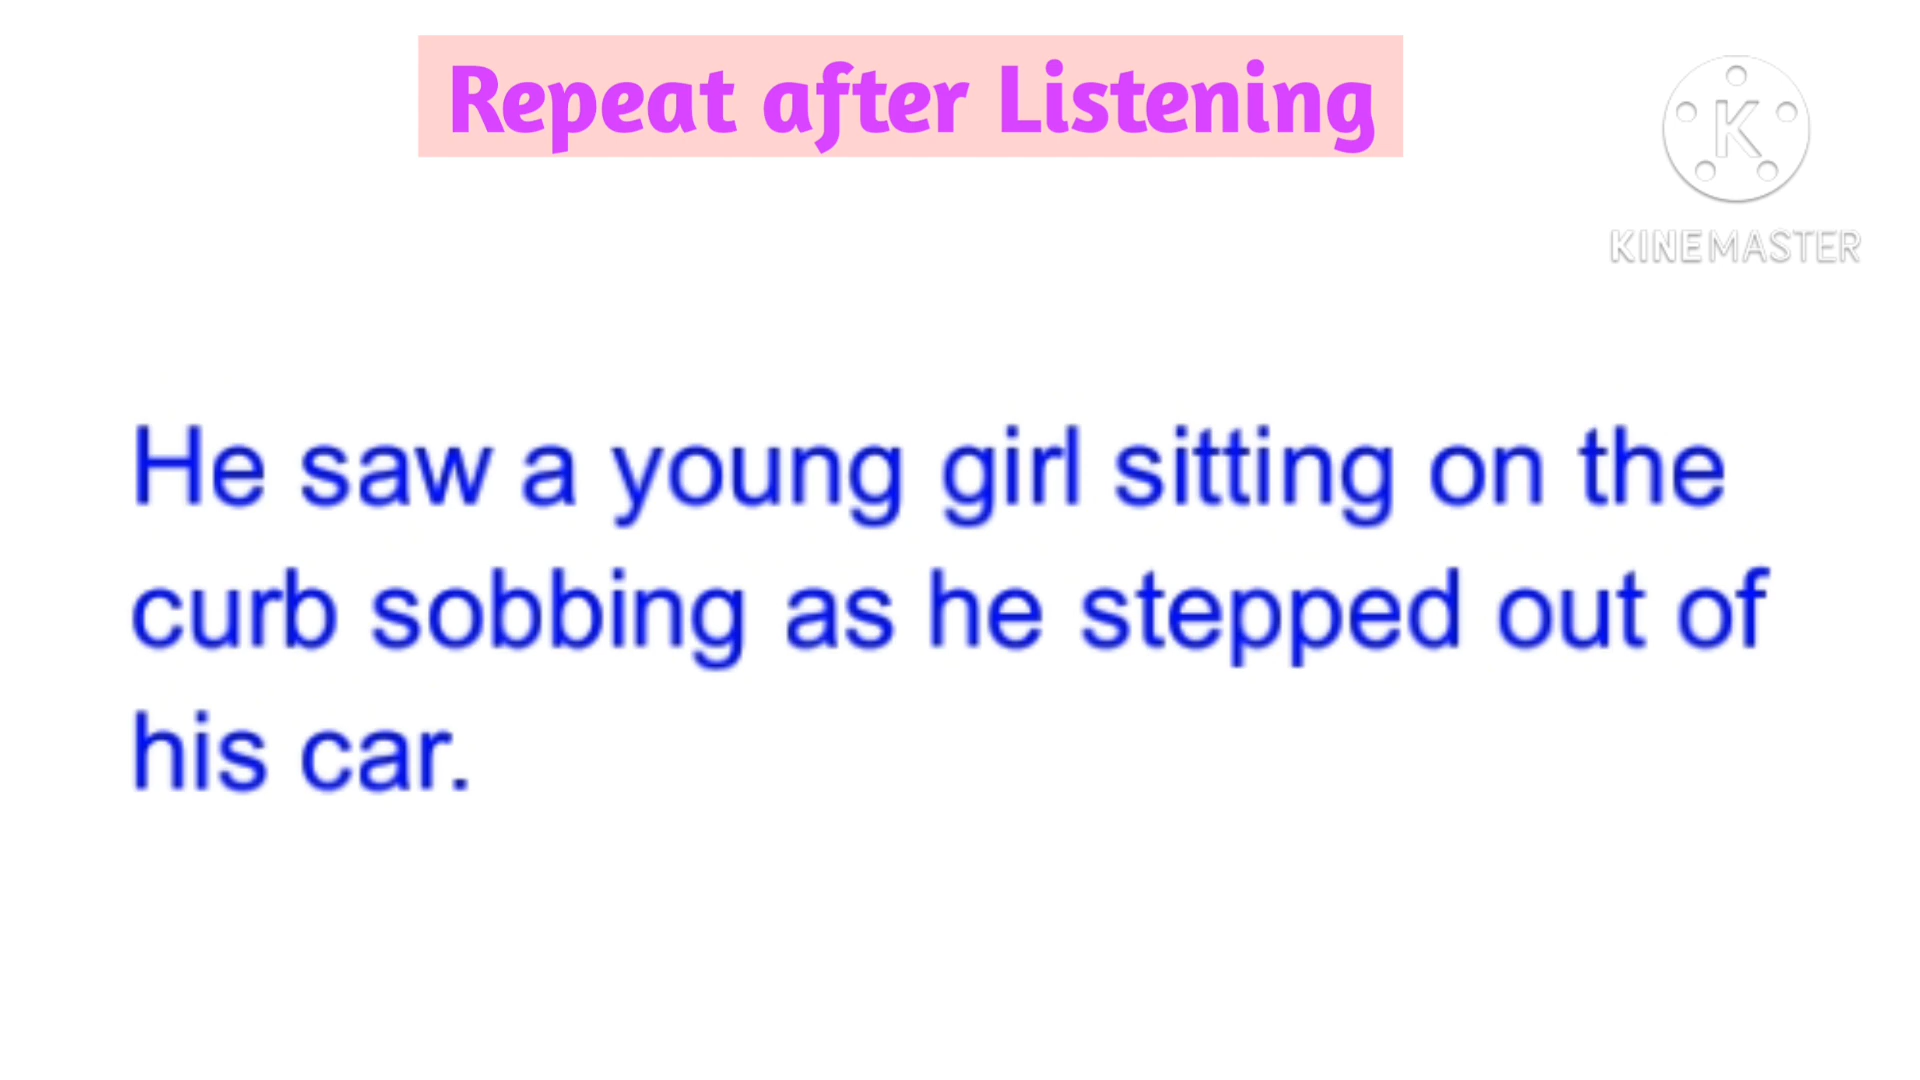 Repeat after Listening
K
KINEMASTER
He saw a young girl sitting on the
curb sobbing as he stepped out of
his car.